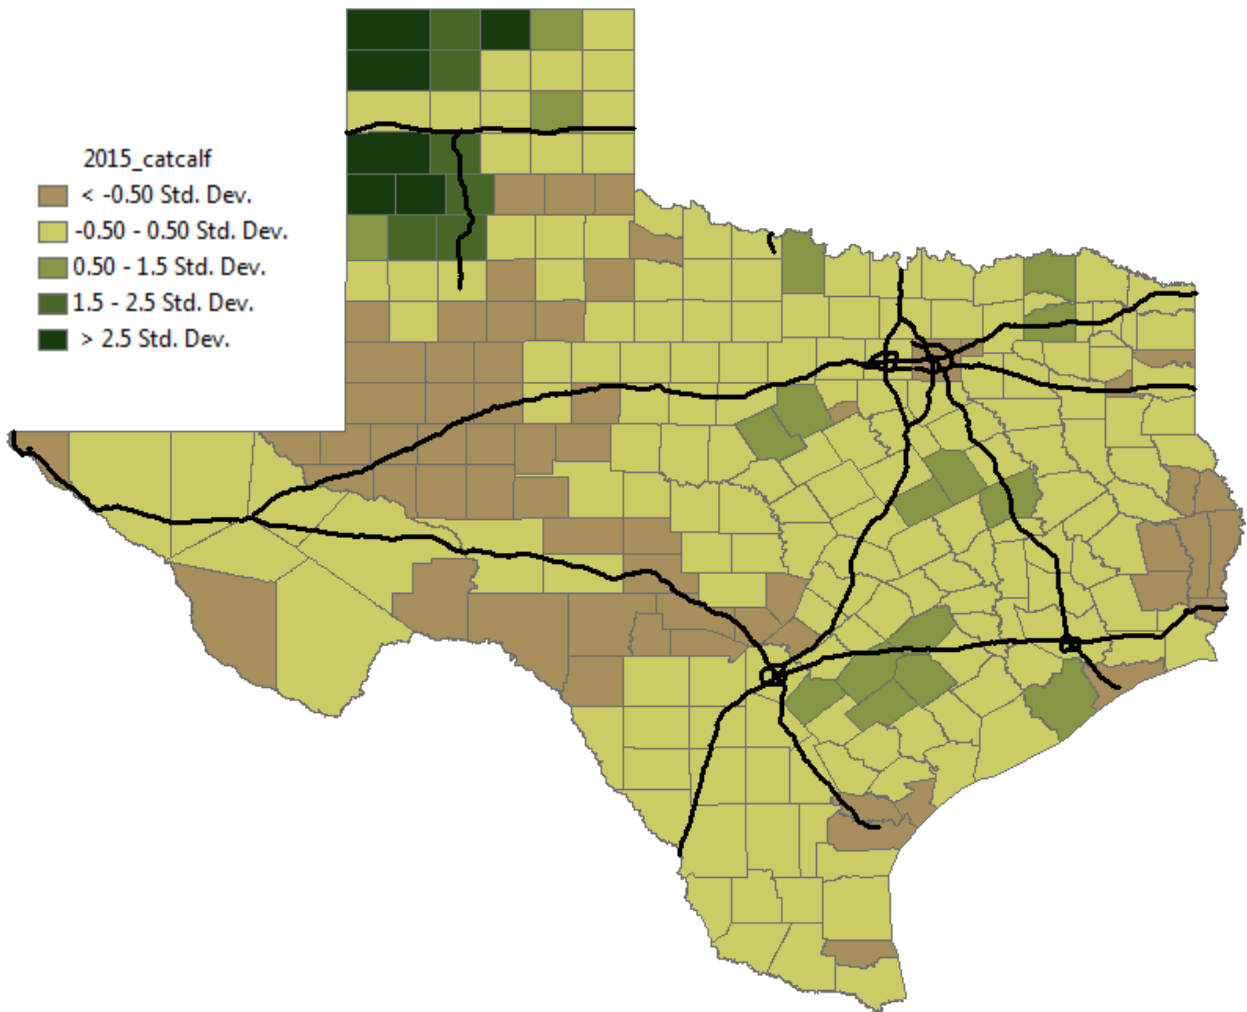 2015_catcalf
< -0.50 Std. Dev.
-0.50 - 0.50 Std. Dev.
0.50 - 1.5 Std. Dev.
1.5 - 2.5 Std. Dev.
> 2.5 Std. Dev.